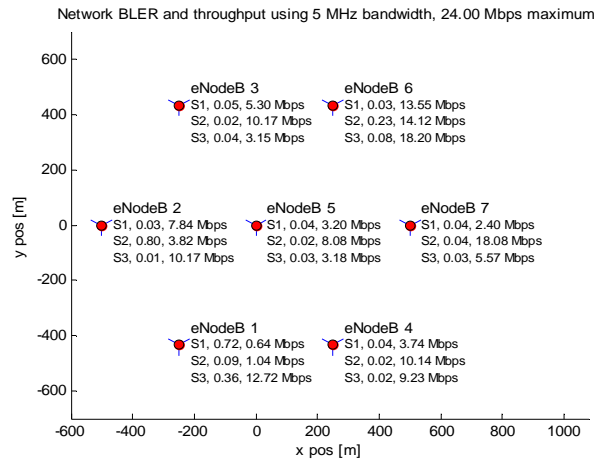 Network BLER and throughput using 5 MHz bandwidth, 24.00 Mbps maximum
600
400
200
0
-200
-400
-600
y pos [m]
eNodeB 3
S1, 0.05, 5.30 Mbps
S2, 0.02, 10.17 Mbps
S3, 0.04, 3.15 Mbps
eNodeB 6
S1, 0.03, 13.55 Mbps
S2, 0.23, 14.12 Mbps
S3, 0.08, 18.20 Mbps
eNodeB 2
S1, 0.03, 7.84 Mbps
S2, 0.80, 3.82 Mbps
S3, 0.01, 10.17 Mbps
eNodeB 5
S1, 0.04, 3.20 Mbps
S2, 0.02, 8.08 Mbps
S3, 0.03, 3.18 Mbps
eNodeB 7
S1, 0.04, 2.40 Mbps
S2, 0.04, 18.08 Mbps
S3, 0.03, 5.57 Mbps
eNodeB 1
S1, 0.72, 0.64 Mbps
S2, 0.09, 1.04 Mbps
S3, 0.36, 12.72 Mbps
eNodeB 4
S1, 0.04, 3.74 Mbps
S2, 0.02, 10.14 Mbps
S3, 0.02, 9.23 Mbps
-600 -400 -200 0 200 400 600 800 1000
x pos [m]